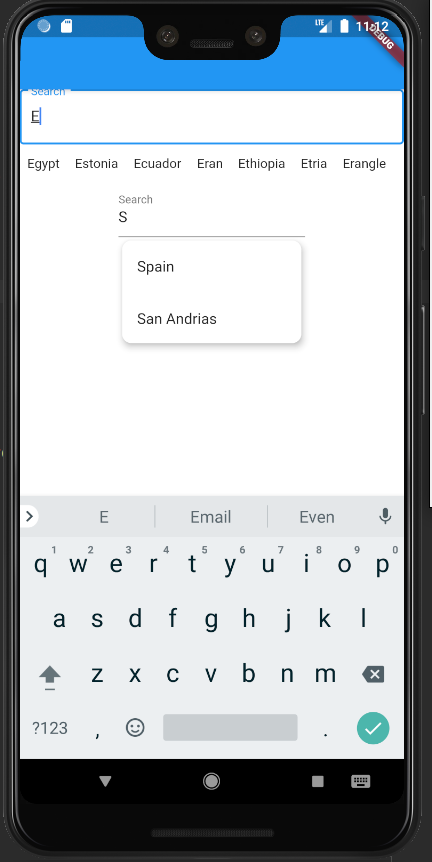 LTE 11:12
DEBUG
Search
E
Egypt Estonia Ecuador Eran Ethiopia Etria Erangle
Search
S
Spain
San Andrias
E Email Even
1 2 3 4 5 6 7 8 9 0
q w e r t y u i o p
a s d f g h j k l
z x c v b n m
?123 , .